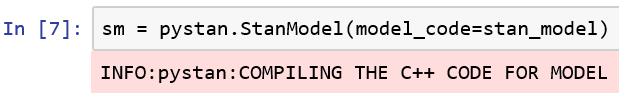 In [7]: sm = pystan.StanModel(model_code=stan_model)
INFO:pystan:COMPILING THE C++ CODE FOR MODEL